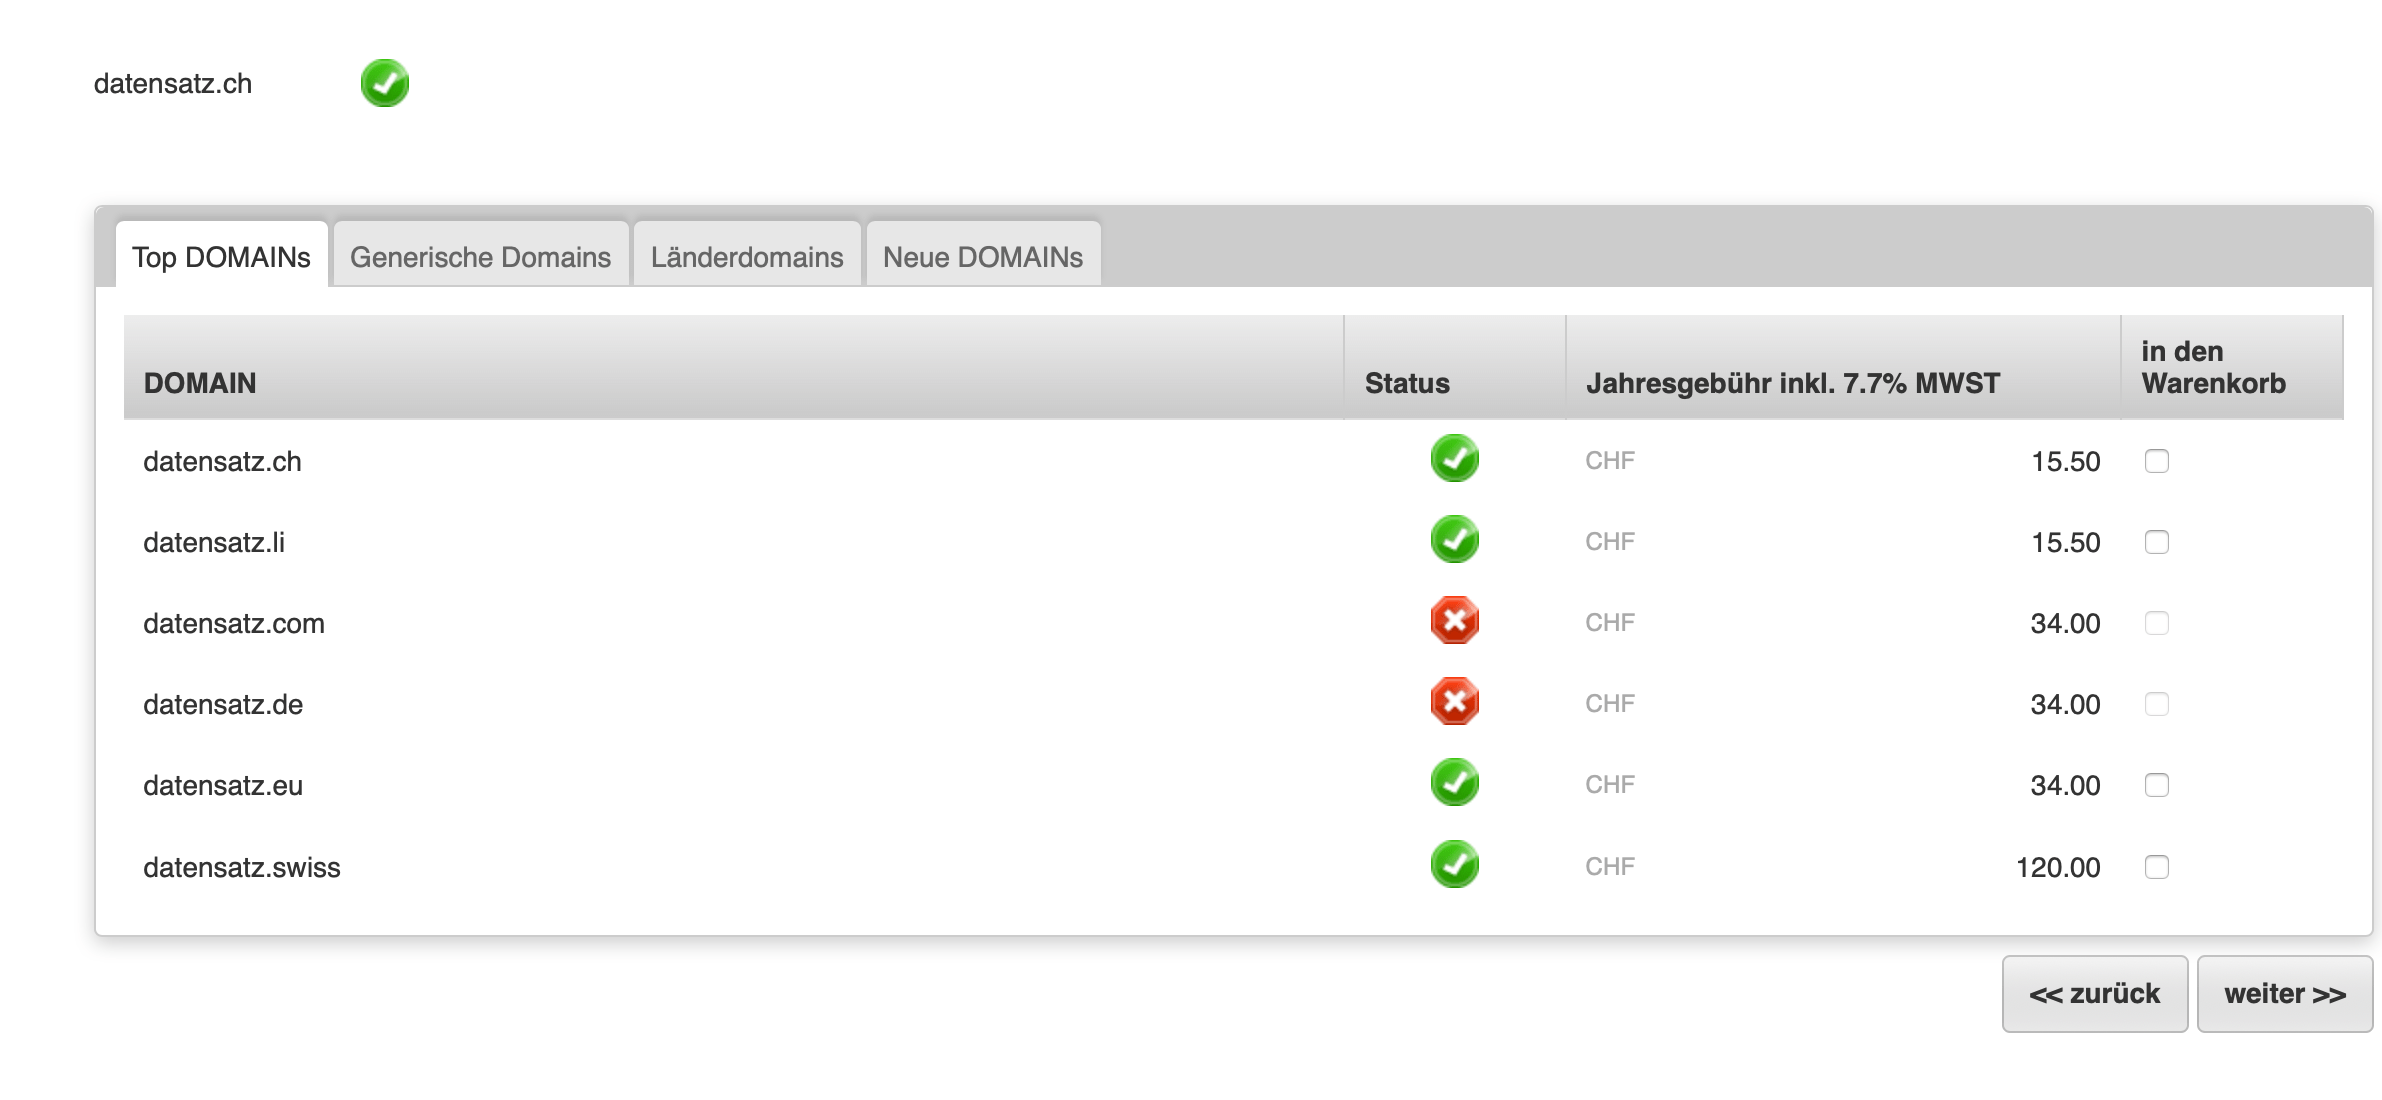 datensatz.ch
Top DOMAINs Generische Domains Länderdomains Neue DOMAINs
DOMAIN Status Jahresgebühr inkl. 7.7% MWST in den
Warenkorb
datensatz.ch CHF 15.50
datensatz.li CHF 15.50
datensatz.com CHF 34.00
datensatz.de CHF 34.00
datensatz.eu CHF 34.00
datensatz.swiss CHF 120.00
<< zurück weiter >>